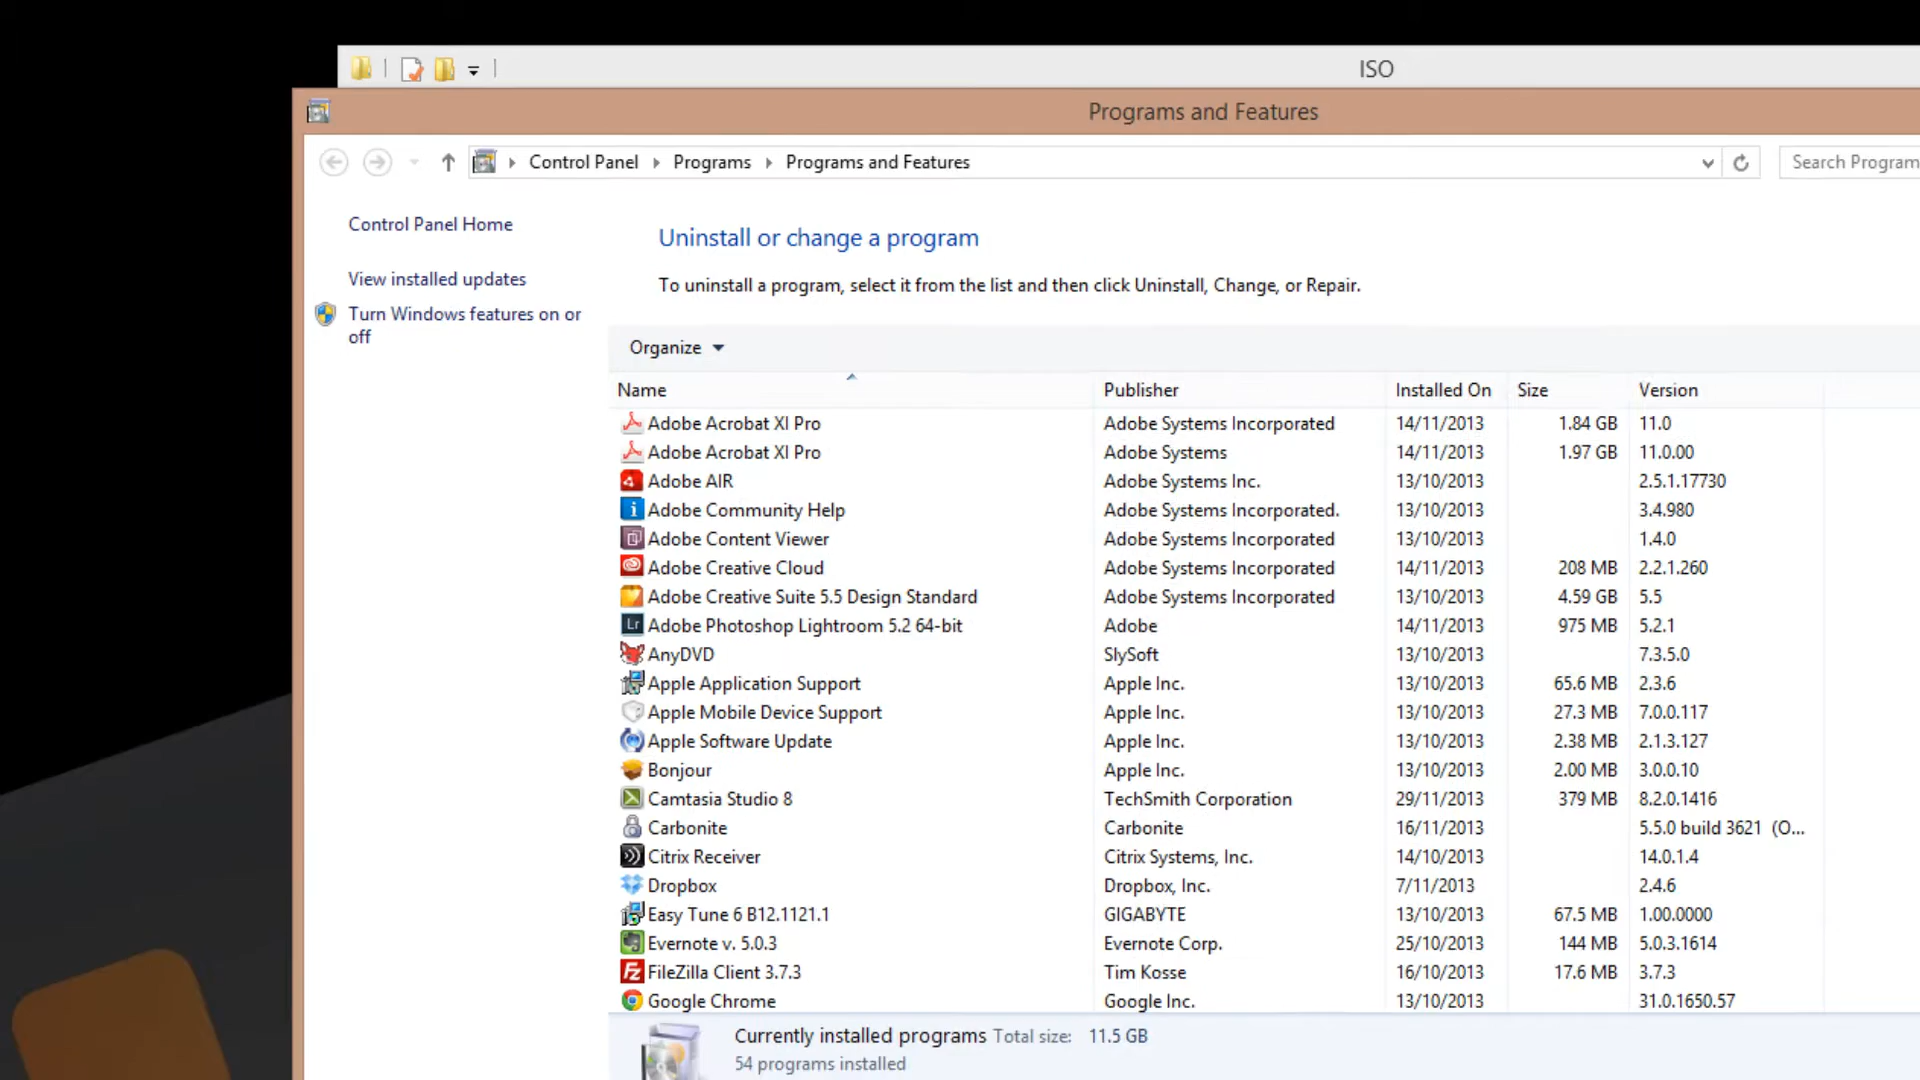 ISO
Programs and Features
Control Panel Programs Programs and Features
Search Program
Control Panel Home
View installed updates
Turn Windows features on or
off
Uninstall or change a program
To uninstall a program, select it from the list and then click Uninstall, Change, or Repair.
Organize
Name Publisher Installed On Size Version
Adobe Acrobat XI Pro Adobe Systems Incorporated 14/11/2013 1.84 GB 11.0
Adobe Acrobat XI Pro Adobe Systems 14/11/2013 1.97 GB 11.0.00
Adobe AIR Adobe Systems Inc. 13/10/2013 2.5.1.17730
Adobe Community Help Adobe Systems Incorporated. 13/10/2013 3.4.980
Adobe Content Viewer Adobe Systems Incorporated 13/10/2013 1.4.0
Adobe Creative Cloud Adobe Systems Incorporated 14/11/2013 208 MB 2.2.1.260
Adobe Creative Suite 5.5 Design Standard Adobe Systems Incorporated 13/10/2013 4.59 GB 5.5
Lr Adobe Photoshop Lightroom 5.2 64-bit Adobe 14/11/2013 975 MB 5.2.1
AnyDVD SlySoft 13/10/2013 7.3.5.0
Apple Application Support Apple Inc. 13/10/2013 65.6 MB 2.3.6
Apple Mobile Device Support Apple Inc. 13/10/2013 27.3 MB 7.0.0.117
Apple Software Update Apple Inc. 13/10/2013 2.38 MB 2.1.3.127
Bonjour Apple Inc. 13/10/2013 2.00 MB 3.0.0.10
Camtasia Studio 8 TechSmith Corporation 29/11/2013 379 MB 8.2.0.1416
Carbonite Carbonite 16/11/2013 5.5.0 build 3621 (O...
Citrix Receiver Citrix Systems, Inc. 14/10/2013 14.0.1.4
Dropbox Dropbox, Inc. 7/11/2013 2.4.6
Easy Tune 6 B12.1121.1 GIGABYTE 13/10/2013 67.5 MB 1.00.0000
Evernote v. 5.0.3 Evernote Corp. 25/10/2013 144 MB 5.0.3.1614
Fz FileZilla Client 3.7.3 Tim Kosse 16/10/2013 17.6 MB 3.7.3
Google Chrome Google Inc. 13/10/2013 31.0.1650.57
Currently installed programs Total size: 11.5 GB
54 programs installed